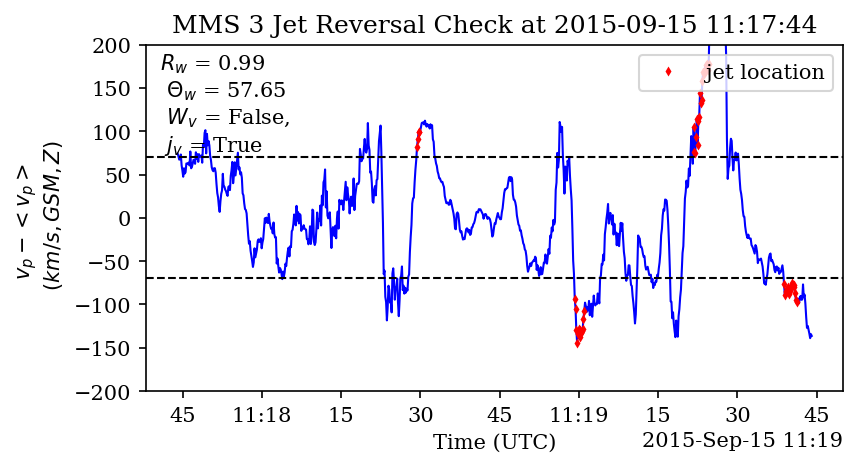 MMS 3 Jet Reversal Check at 2015-09-15 11:17:44
R_w = 0.99
Θ_w = 57.65
W_v = False,
j_v = True
jet location
v_p − < v_p >
(km/s, GSM, Z)
200
150
100
50
0
−50
−100
−150
−200
45 11:18 15 30 45 11:19 15 30 45
Time (UTC)
2015-Sep-15 11:19